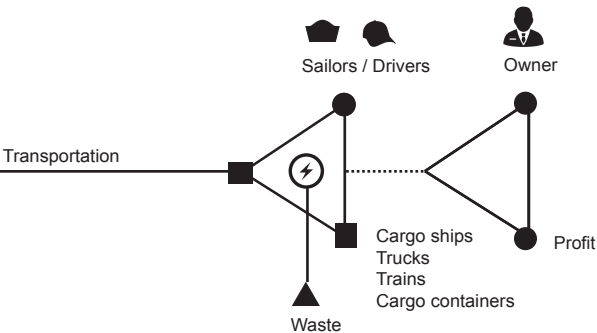 Sailors / Drivers
Owner
Transportation
Cargo ships
Trucks
Trains
Cargo containers
Profit
Waste